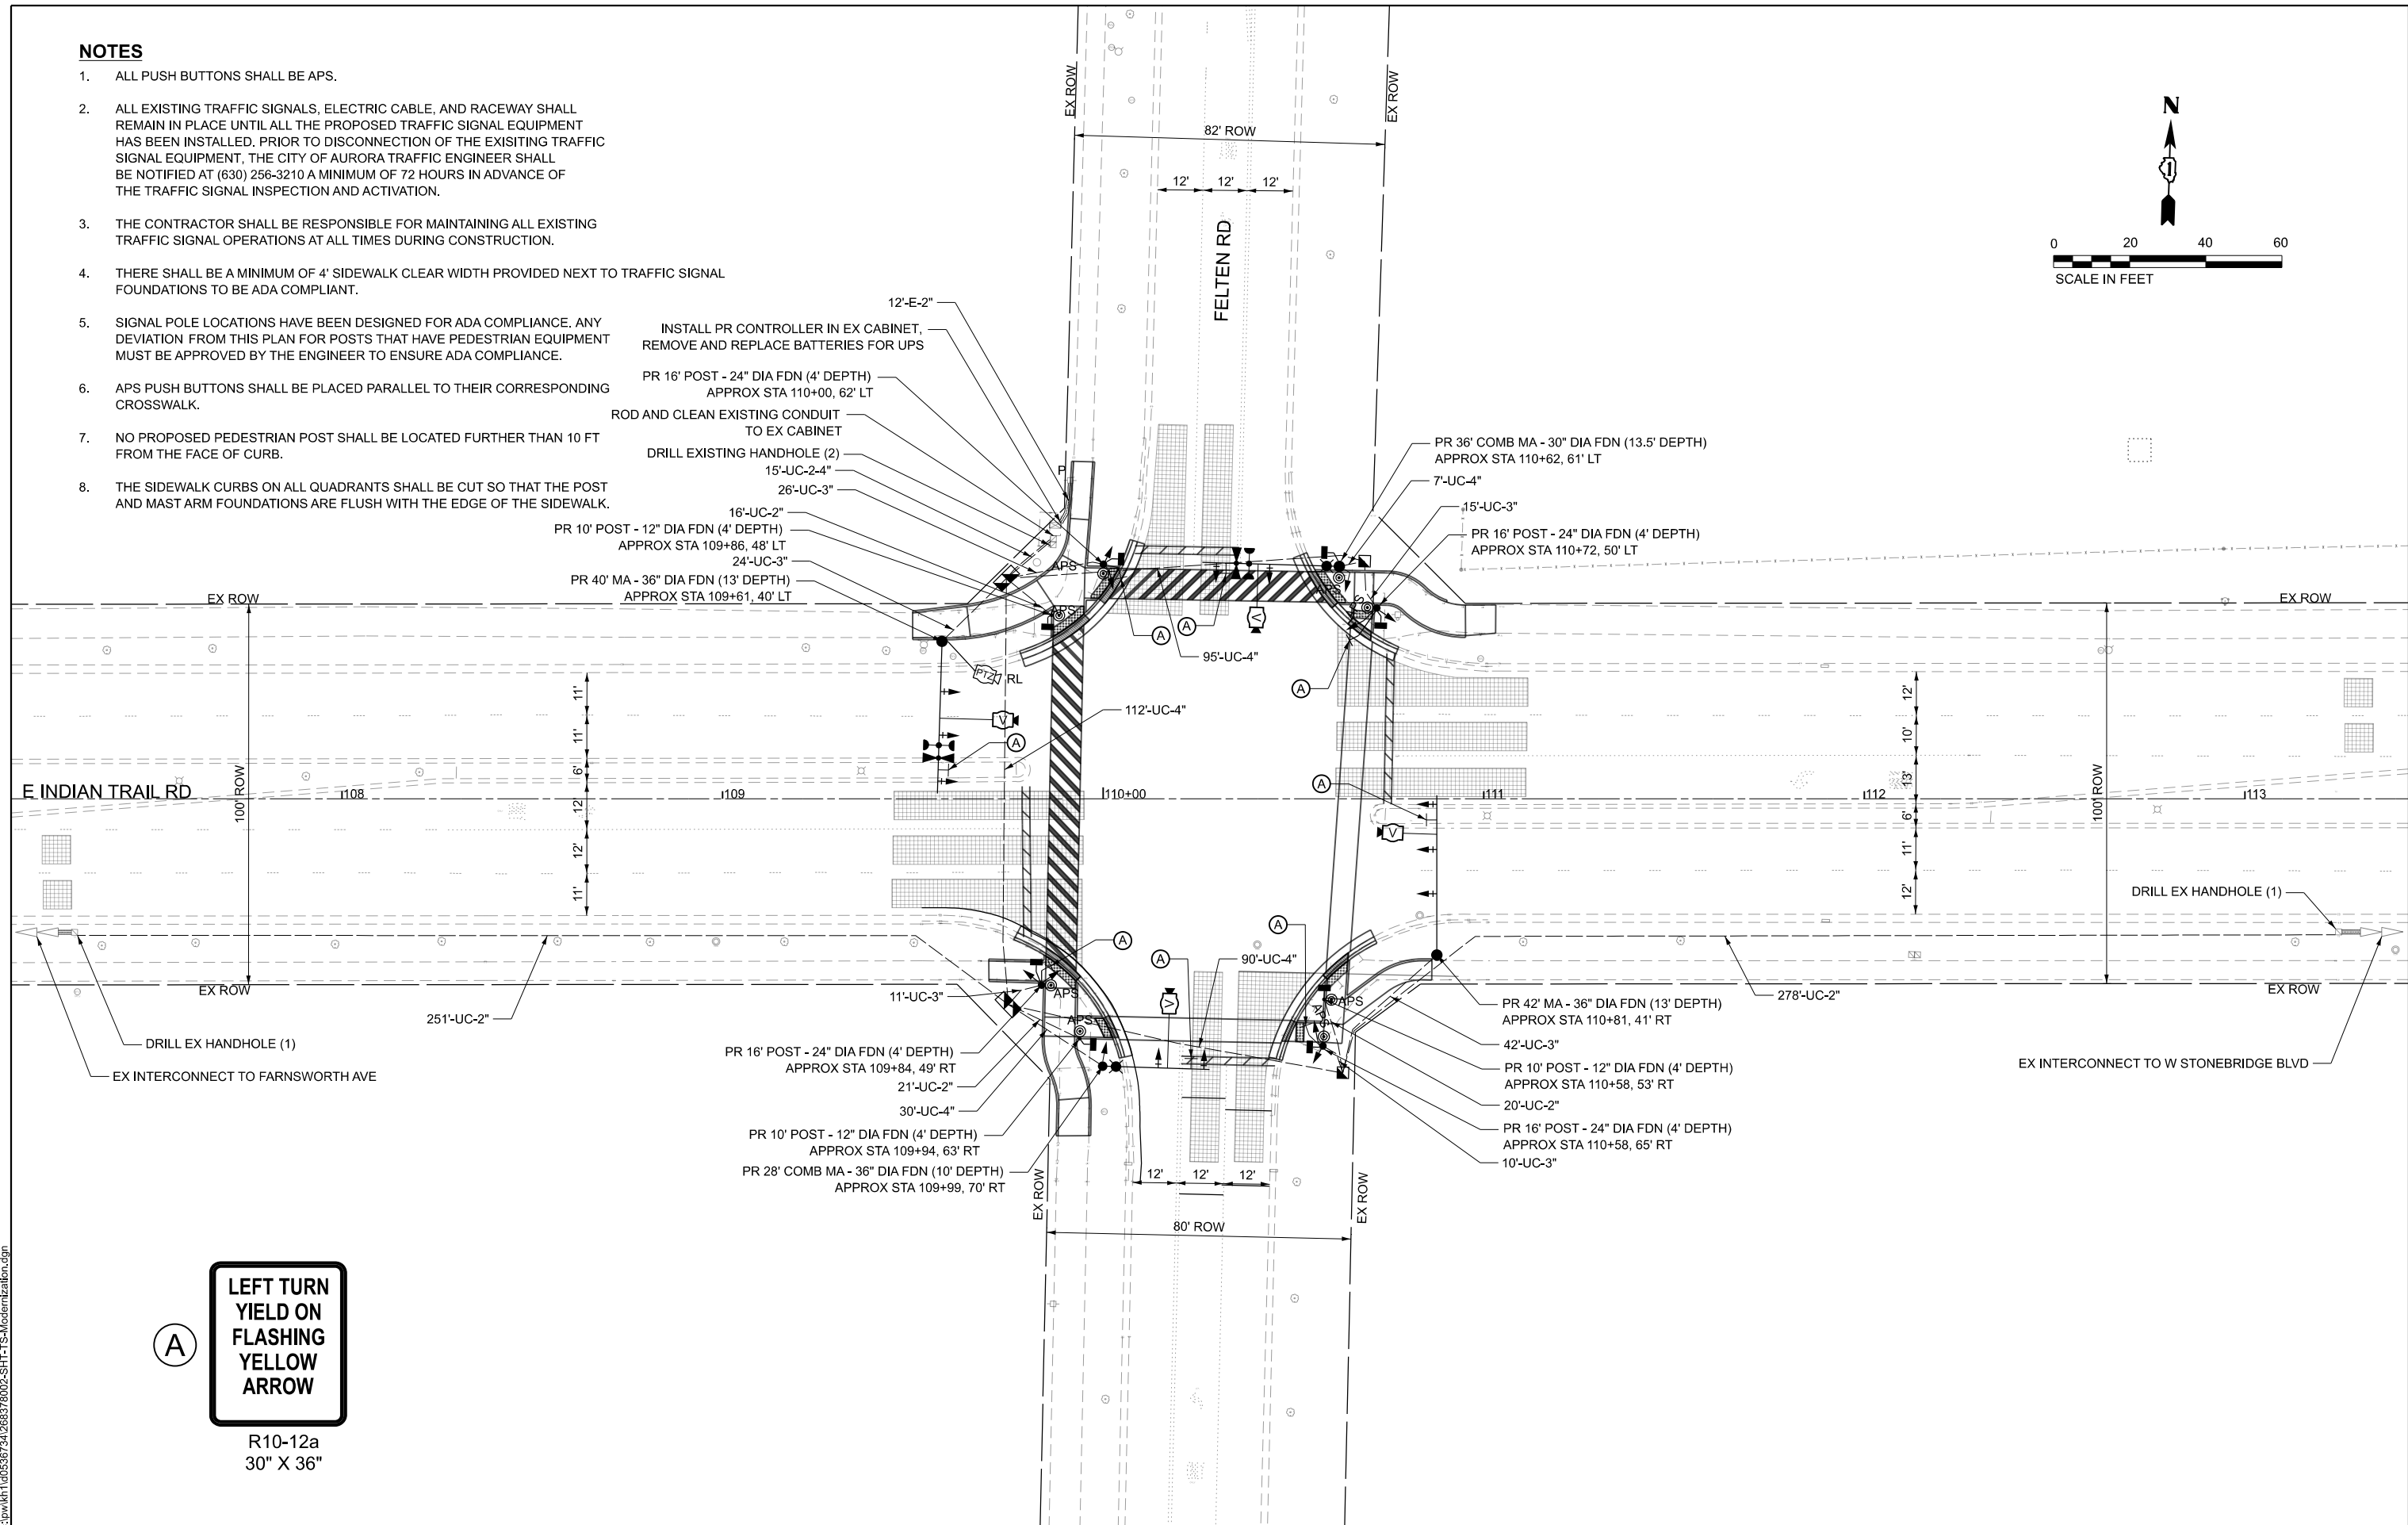 NOTES
1. ALL PUSH BUTTONS SHALL BE APS.
2. ALL EXISTING TRAFFIC SIGNALS, ELECTRIC CABLE, AND RACEWAY SHALL
REMAIN IN PLACE UNTIL ALL THE PROPOSED TRAFFIC SIGNAL EQUIPMENT
HAS BEEN INSTALLED. PRIOR TO DISCONNECTION OF THE EXISITING TRAFFIC
SIGNAL EQUIPMENT, THE CITY OF AURORA TRAFFIC ENGINEER SHALL
BE NOTIFIED AT (630) 256-3210 A MINIMUM OF 72 HOURS IN ADVANCE OF
THE TRAFFIC SIGNAL INSPECTION AND ACTIVATION.
3. THE CONTRACTOR SHALL BE RESPONSIBLE FOR MAINTAINING ALL EXISTING
TRAFFIC SIGNAL OPERATIONS AT ALL TIMES DURING CONSTRUCTION.
4. THERE SHALL BE A MINIMUM OF 4' SIDEWALK CLEAR WIDTH PROVIDED NEXT TO TRAFFIC SIGNAL
FOUNDATIONS TO BE ADA COMPLIANT.
5. SIGNAL POLE LOCATIONS HAVE BEEN DESIGNED FOR ADA COMPLIANCE. ANY
DEVIATION FROM THIS PLAN FOR POSTS THAT HAVE PEDESTRIAN EQUIPMENT
MUST BE APPROVED BY THE ENGINEER TO ENSURE ADA COMPLIANCE.
6. APS PUSH BUTTONS SHALL BE PLACED PARALLEL TO THEIR CORRESPONDING
CROSSWALK.
7. NO PROPOSED PEDESTRIAN POST SHALL BE LOCATED FURTHER THAN 10 FT
FROM THE FACE OF CURB.
8. THE SIDEWALK CURBS ON ALL QUADRANTS SHALL BE CUT SO THAT THE POST
AND MAST ARM FOUNDATIONS ARE FLUSH WITH THE EDGE OF THE SIDEWALK.
N
1
0 20 40 60
SCALE IN FEET
EX ROW
EX ROW
82' ROW
12' 12' 12'
FELTEN RD
12'-E-2"
INSTALL PR CONTROLLER IN EX CABINET,
REMOVE AND REPLACE BATTERIES FOR UPS
PR 16' POST - 24" DIA FDN (4' DEPTH)
APPROX STA 110+00, 62' LT
ROD AND CLEAN EXISTING CONDUIT
TO EX CABINET
DRILL EXISTING HANDHOLE (2)
15'-UC-2-4"
26'-UC-3"
16'-UC-2"
PR 10' POST - 12" DIA FDN (4' DEPTH)
APPROX STA 109+86, 48' LT
24'-UC-3"
PR 40' MA - 36" DIA FDN (13' DEPTH)
APPROX STA 109+61, 40' LT
P
PR 36' COMB MA - 30" DIA FDN (13.5' DEPTH)
APPROX STA 110+62, 61' LT
7'-UC-4"
15'-UC-3"
PR 16' POST - 24" DIA FDN (4' DEPTH)
APPROX STA 110+72, 50' LT
APS
APS
APS
APS
EX ROW
EX ROW
A
A
V
95'-UC-4"
A
PTZ
RL
V
112'-UC-4"
A
11'
11'
6'
12'
12'
11'
100' ROW
E INDIAN TRAIL RD
108
109
110+00
111
112
113
A
V
12'
10'
13'
6'
11'
12'
100' ROW
DRILL EX HANDHOLE (1)
A
A
A
90'-UC-4"
V
APS
APS
APS
APS
EX ROW
EX ROW
251'-UC-2"
278'-UC-2"
DRILL EX HANDHOLE (1)
EX INTERCONNECT TO FARNSWORTH AVE
EX INTERCONNECT TO W STONEBRIDGE BLVD
11'-UC-3"
PR 16' POST - 24" DIA FDN (4' DEPTH)
APPROX STA 109+84, 49' RT
21'-UC-2"
30'-UC-4"
PR 10' POST - 12" DIA FDN (4' DEPTH)
APPROX STA 109+94, 63' RT
PR 28' COMB MA - 36" DIA FDN (10' DEPTH)
APPROX STA 109+99, 70' RT
PR 42' MA - 36" DIA FDN (13' DEPTH)
APPROX STA 110+81, 41' RT
42'-UC-3"
PR 10' POST - 12" DIA FDN (4' DEPTH)
APPROX STA 110+58, 53' RT
20'-UC-2"
PR 16' POST - 24" DIA FDN (4' DEPTH)
APPROX STA 110+58, 65' RT
10'-UC-3"
12' 12' 12'
EX ROW
EX ROW
80' ROW
A
LEFT TURN
YIELD ON
FLASHING
YELLOW
ARROW
R10-12a
30" X 36"